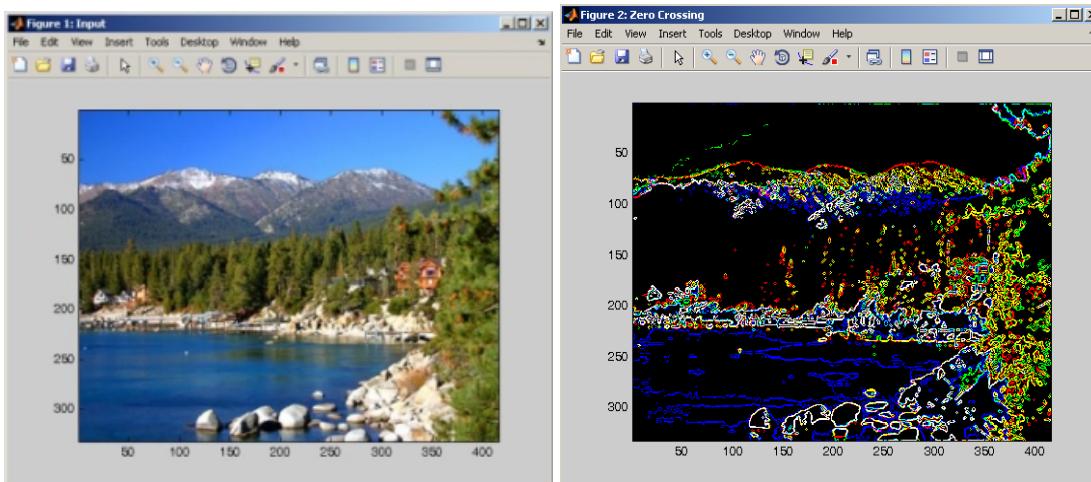 Figure 1: Input
File Edit View Insert Tools Desktop Window Help
50
100
150
200
250
300
50 100 150 200 250 300 350 400
Figure 2: Zero Crossing
File Edit View Insert Tools Desktop Window Help
50
100
150
200
250
300
50 100 150 200 250 300 350 400